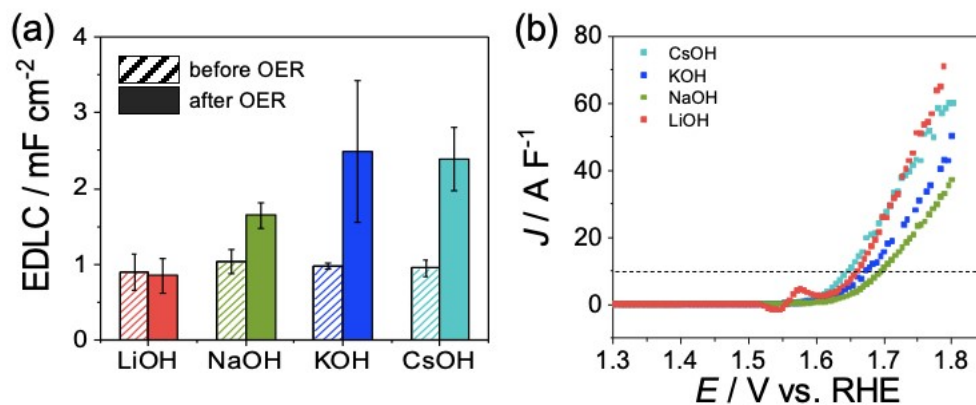 (a)
EDLC / mF cm⁻²
4
3
2
1
0
before OER
after OER
LiOH NaOH KOH CsOH
(b)
J / A F⁻¹
80
60
40
20
0
CsOH
KOH
NaOH
LiOH
1.3 1.4 1.5 1.6 1.7 1.8
E / V vs. RHE